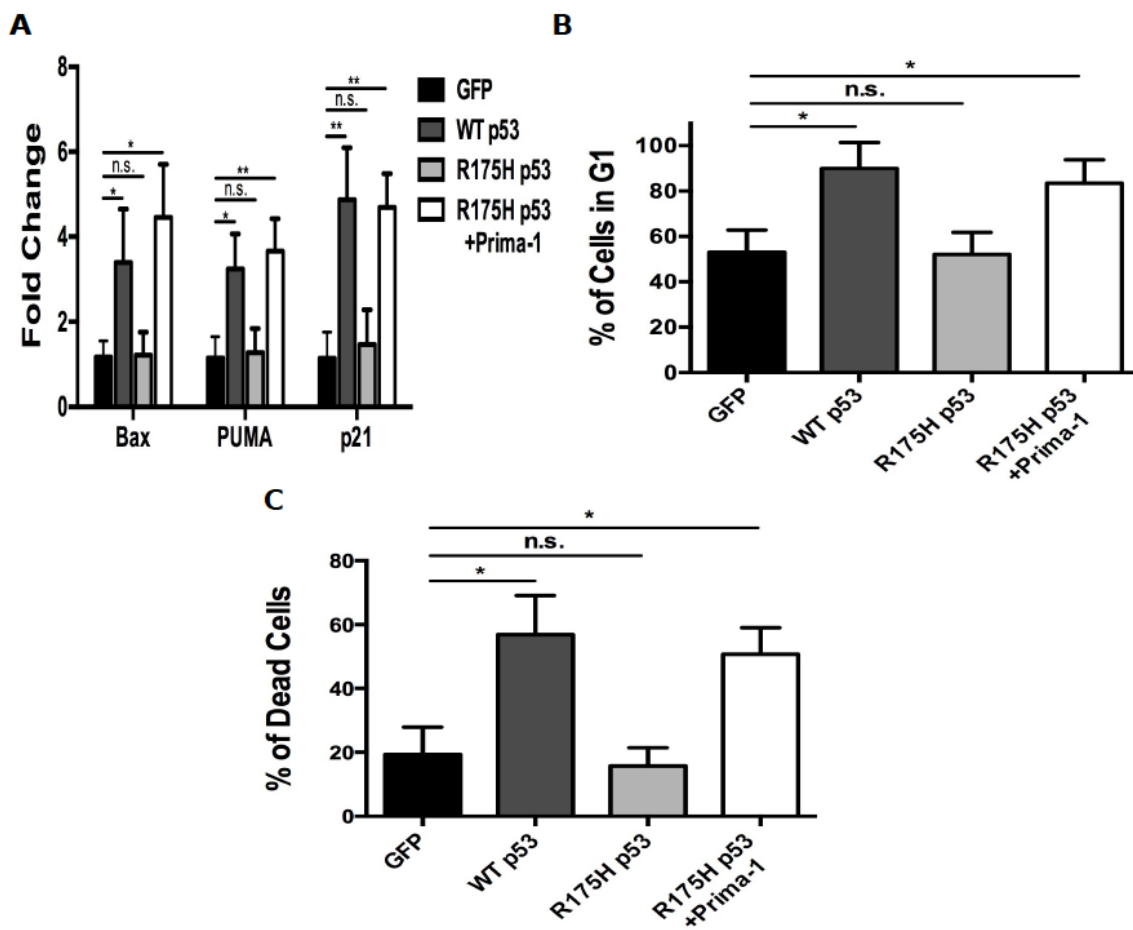 A
8
6
4
2
0
Fold Change
*
n.s.
*
**
n.s.
*
**
n.s.
**
Bax
PUMA
p21
GFP
WT p53
R175H p53
R175H p53
+Prima-1
B
*
n.s.
*
100
80
60
40
20
0
% of Cells in G1
GFP
WT p53
R175H p53
R175H p53
+Prima-1
C
*
n.s.
*
80
60
40
20
0
% of Dead Cells
GFP
WT p53
R175H p53
R175H p53
+Prima-1